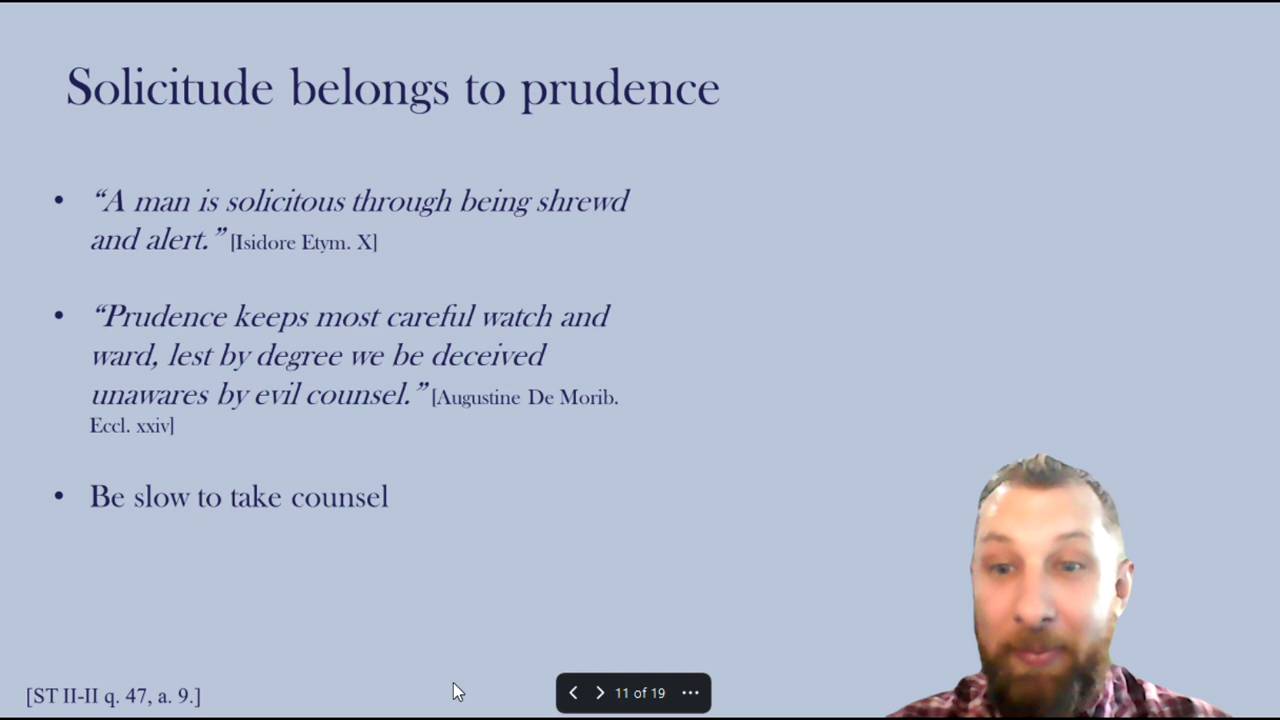 Solicitude belongs to prudence
• “A man is solicitous through being shrewd
and alert.” [Isidore Etym. X]
• “Prudence keeps most careful watch and
ward, lest by degree we be deceived
unawares by evil counsel.” [Augustine De Morib.
Eccl. xxiv]
• Be slow to take counsel
[ST II-II q. 47, a. 9.]
11 of 19